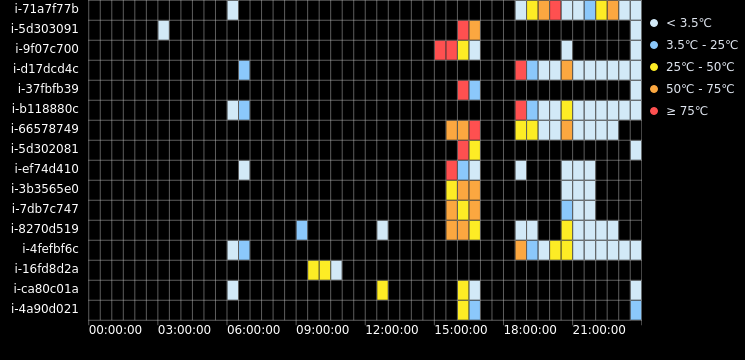 i-71a7f77b
i-5d303091
i-9f07c700
i-d17dcd4c
i-37fbfb39
i-b118880c
i-66578749
i-5d302081
i-ef74d410
i-3b3565e0
i-7db7c747
i-8270d519
i-4fefbf6c
i-16fd8d2a
i-ca80c01a
i-4a90d021
00:00:00 03:00:00 06:00:00 09:00:00 12:00:00 15:00:00 18:00:00 21:00:00
< 3.5℃
3.5℃ - 25℃
25℃ - 50℃
50℃ - 75℃
≥ 75℃